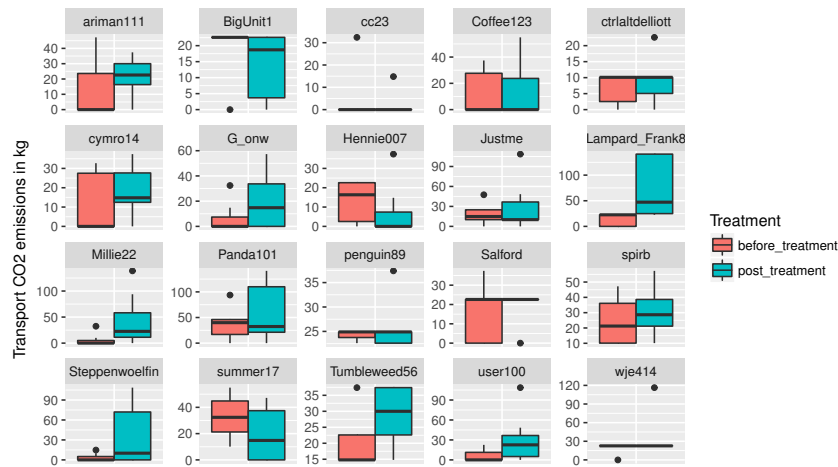 ariman111 BigUnit1 cc23 Coffee123 ctrlaltdelliott
40 30 20 10 0 20 15 10 5 0 30 20 10 0 40 20 0 20 15 10 5 0
cymro14 G_onw Hennie007 Justme Lampard_Frank8
30 20 10 0 60 40 20 0 30 20 10 0 90 60 30 0 100 50 0
Millie22 Panda101 penguin89 Salford spirb
100 50 0 100 50 0 35 30 25 30 20 10 0 50 40 30 20 10
Steppenwoelfin summer17 Tumbleweed56 user100 wje414
90 60 30 0 40 20 0 35 30 25 20 15 90 60 30 0 120 90 60 30 0
Transport CO2 emissions in kg
Treatment
before_treatment
post_treatment